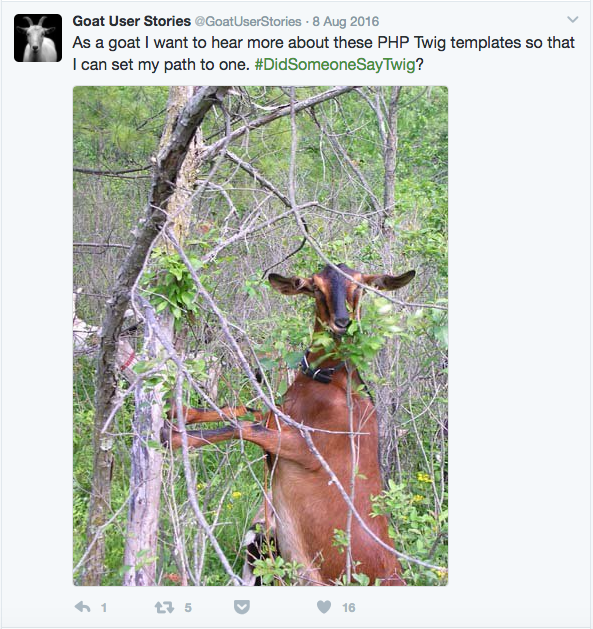 Goat User Stories @GoatUserStories · 8 Aug 2016
As a goat I want to hear more about these PHP Twig templates so that
I can set my path to one. #DidSomeoneSayTwig?
1 5 16